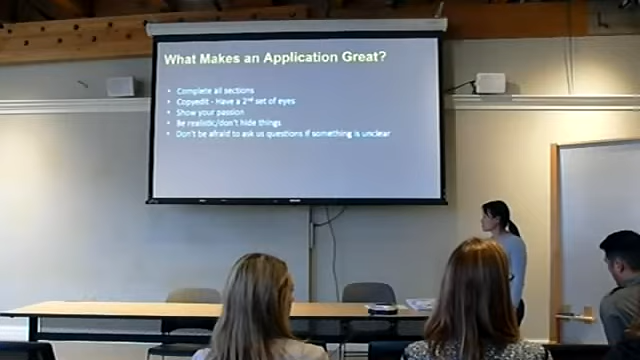 What Makes an Application Great?
• Complete all sections
• Copyedit - Have a 2nd set of eyes
• Show your passion
• Be realistic/don't hide things
• Don't be afraid to ask us questions if something is unclear